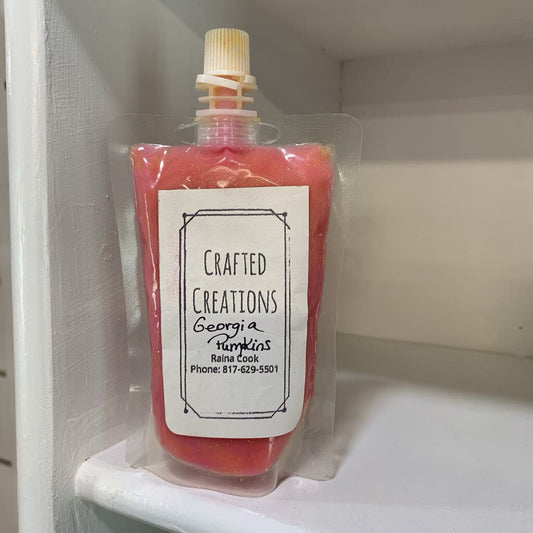 CRAFTED
CREATIONS
Georgia
Pumpkins
Raina Cook
Phone: 817-629-5501